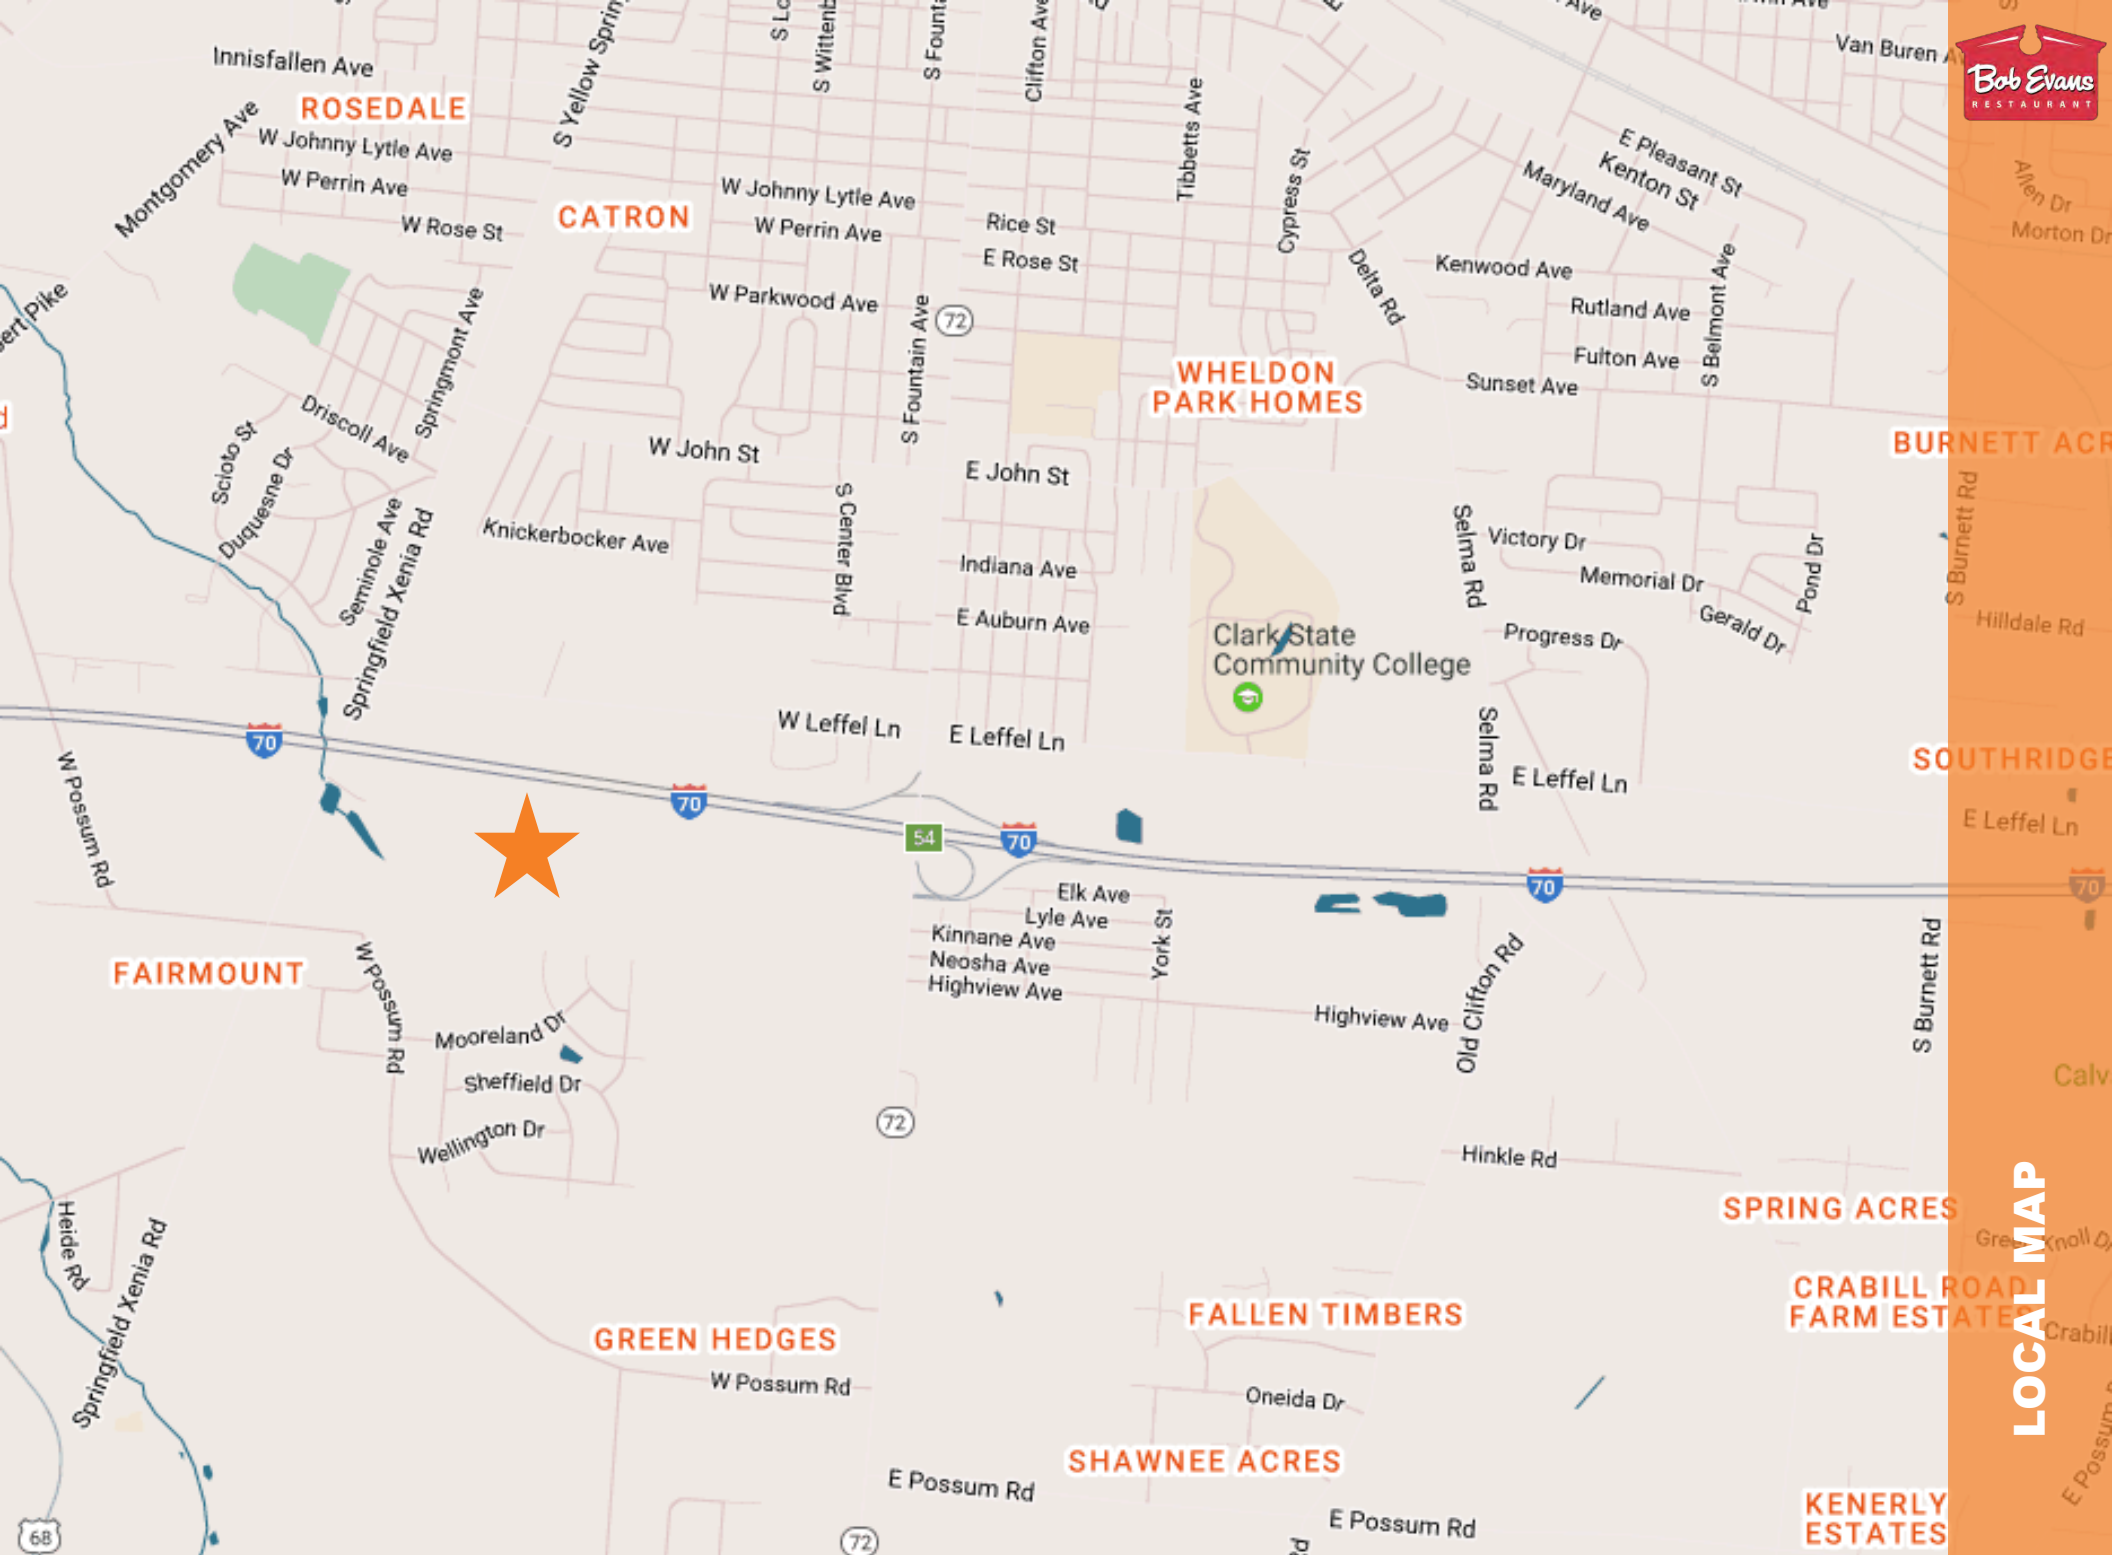 Innisfallen Ave
S Yellow Sprin
S Lo
S Wittenb
S Founta
Clifton Ave
Ave
Van Buren A
Bob Evans
RESTAURANT
ROSEDALE
Montgomery Ave
W Johnny Lytle Ave
W Perrin Ave
W Rose St
CATRON
W Johnny Lytle Ave
W Perrin Ave
Tibbetts Ave
Cypress St
Rice St
E Rose St
E Pleasant St
Kenton St
Maryland Ave
Allen Dr
Morton Dr
ert Pike
Springmont Ave
W Parkwood Ave
S Fountain Ave
72
Delta Rd
Kenwood Ave
Rutland Ave
Fulton Ave
S Belmont Ave
Sunset Ave
WHELDON
PARK HOMES
BURNETT ACR
d
Driscoll Ave
Scioto St
Duquesne Dr
Seminole Ave
Springfield Xenia Rd
W John St
E John St
Knickerbocker Ave
S Center Blvd
Indiana Ave
E Auburn Ave
Clark State
Community College
Selma Rd
Victory Dr
Memorial Dr
Gerald Dr
Pond Dr
Progress Dr
S Burnett Rd
Hilldale Rd
W Leffel Ln
E Leffel Ln
Selma Rd
E Leffel Ln
SOUTHRIDGE
E Leffel Ln
70
70
54
70
70
70
W Possum Rd
Elk Ave
Lyle Ave
Kinnane Ave
Neosha Ave
Highview Ave
York St
Highview Ave
Old Clifton Rd
S Burnett Rd
FAIRMOUNT
W Possum Rd
Mooreland Dr
Sheffield Dr
Wellington Dr
72
Calv
Hinkle Rd
SPRING ACRES
Heide Rd
Springfield Xenia Rd
CRABILL ROAD
FARM ESTATES
Crabill
LOCAL MAP
FALLEN TIMBERS
GREEN HEDGES
W Possum Rd
Oneida Dr
SHAWNEE ACRES
E Possum Rd
E Possum Rd
E Possum R
KENERLY
ESTATES
68
72
Rd